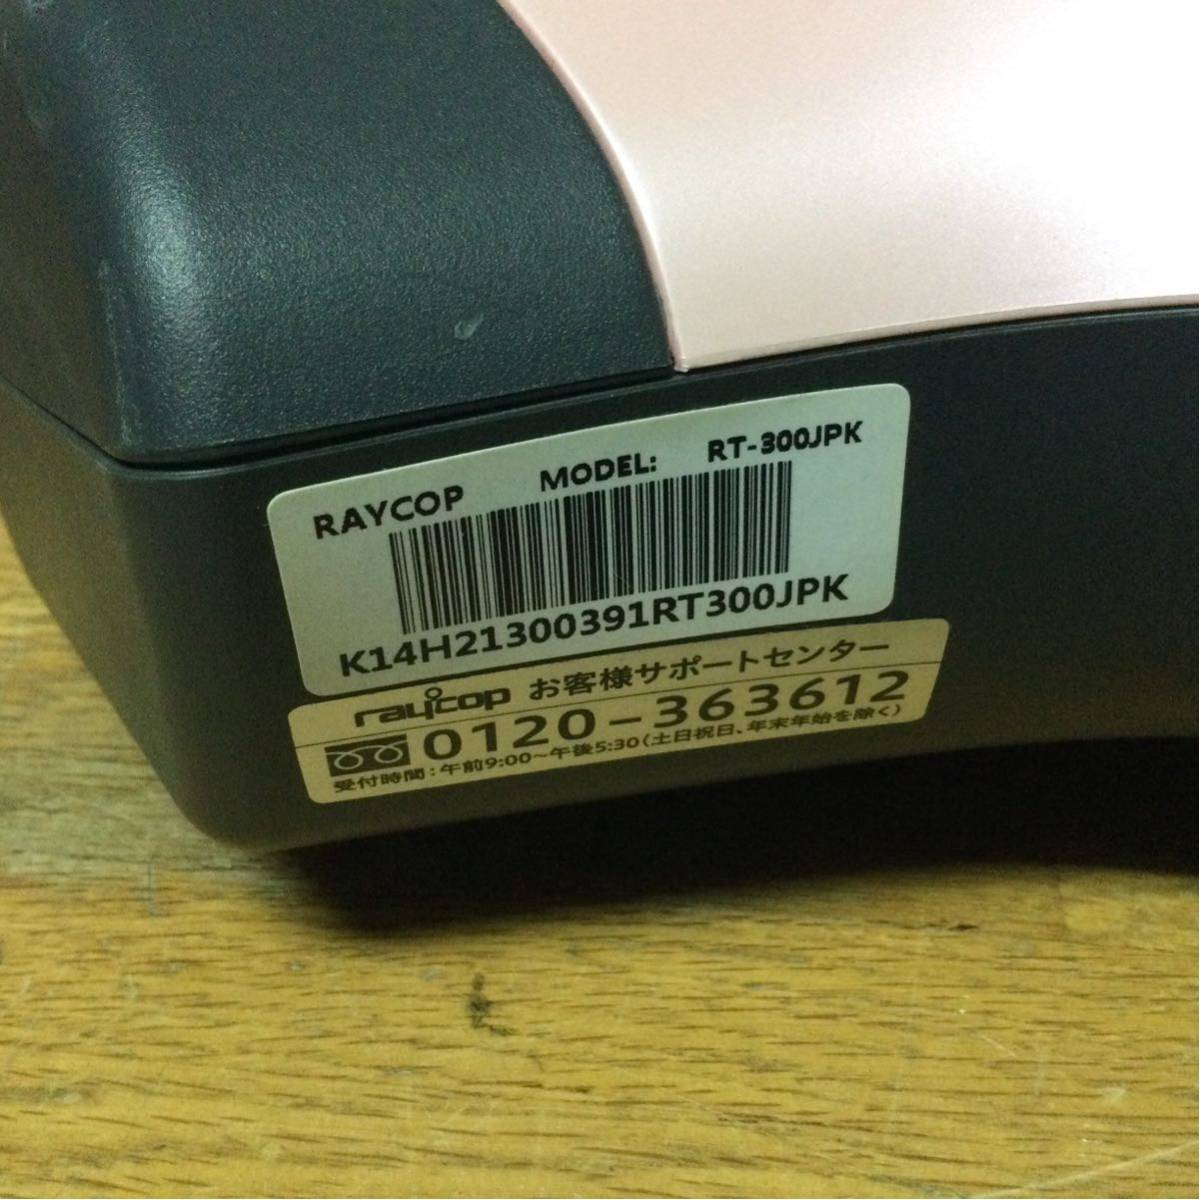 RAYCOP MODEL: RT-300JPK
K14H21300391RT300JPK
raycop お客様サポートセンター
0120-363612
受付時間:午前9:00~午後5:30(土日祝日、年末年始を除く)